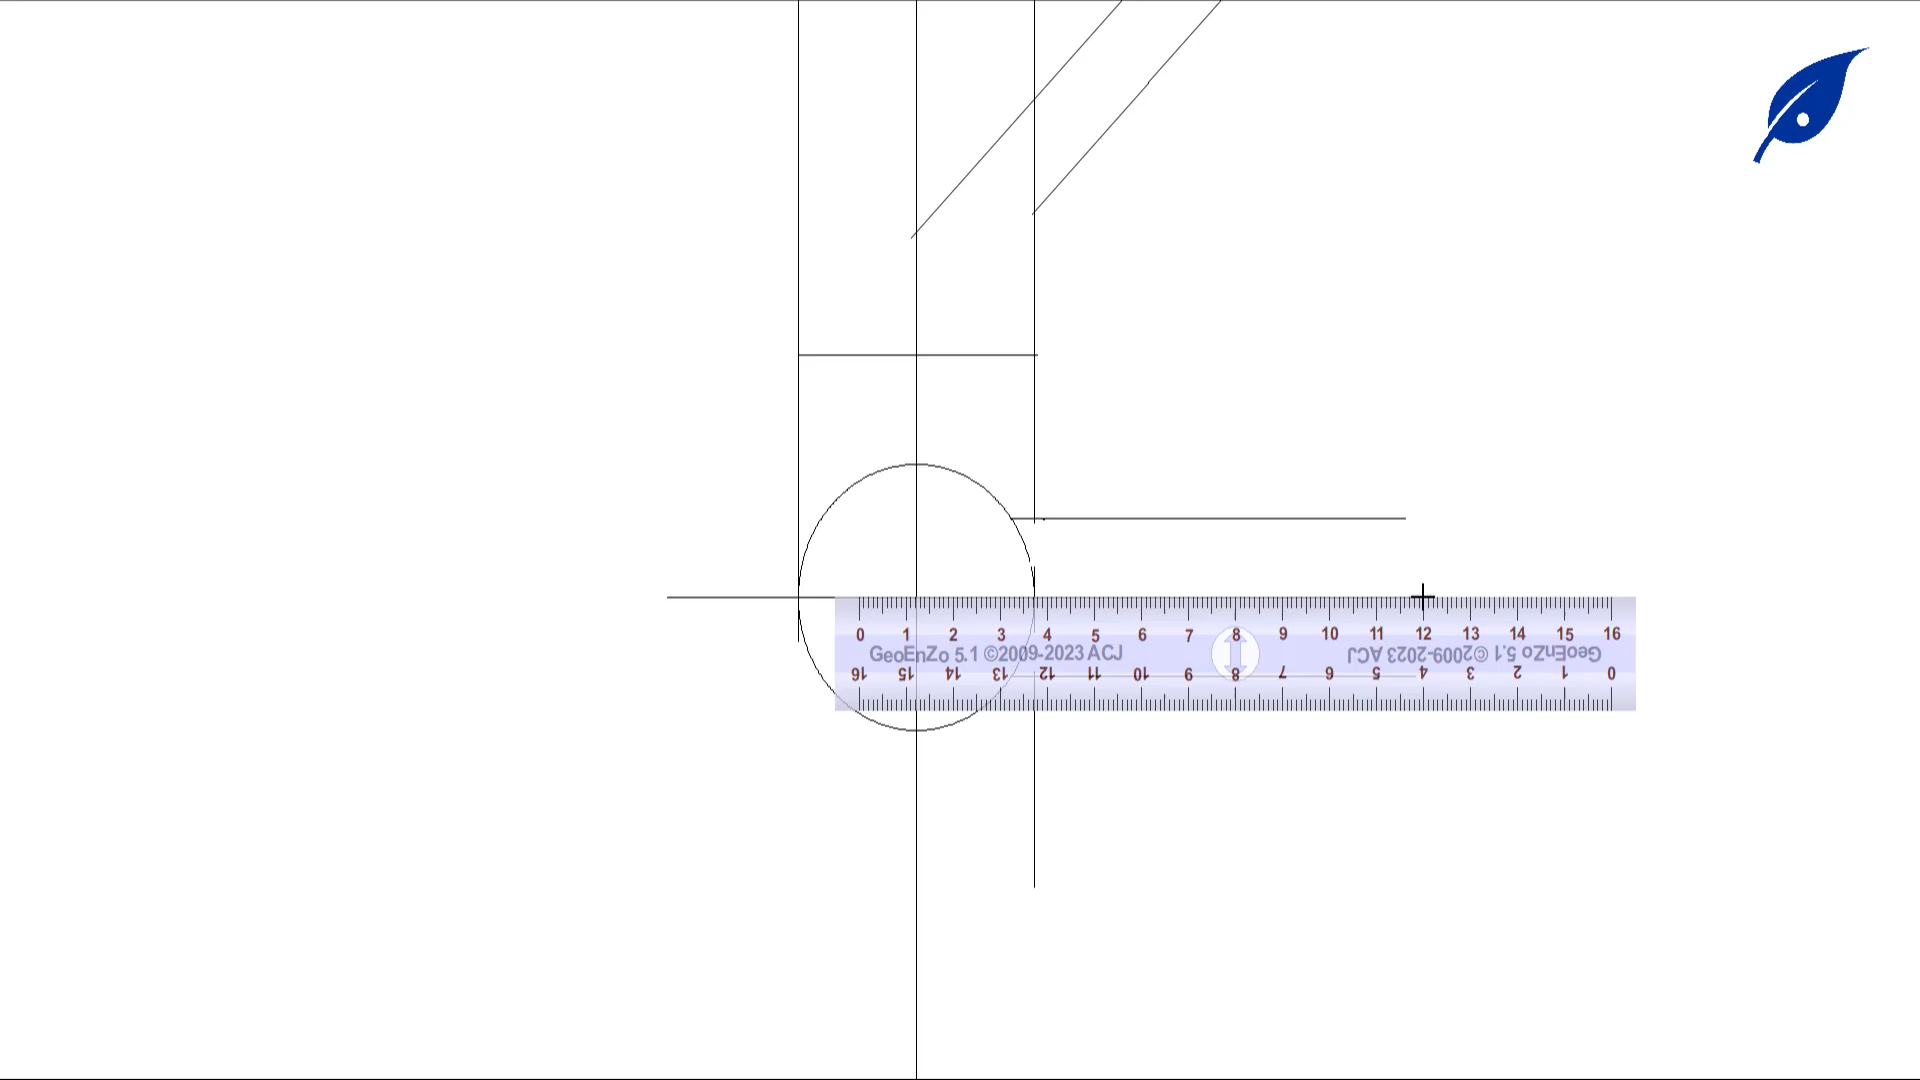 0 1 2 3 4 5 6 7 8 9 10 11 12 13 14 15 16
GeoEnZo 5.1 ©2009-2023 ACJ GeoEnZo 5.1 ©2009-2023 ACJ
16 15 14 13 12 11 10 9 8 7 6 5 4 3 2 1 0